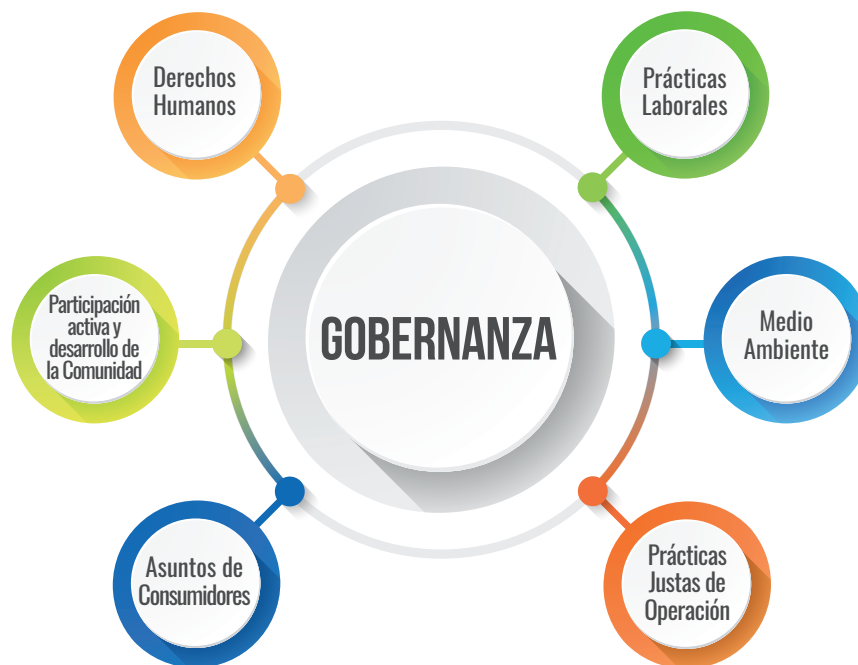 Derechos
Humanos
Prácticas
Laborales
Participación
activa y
desarrollo de
la Comunidad
GOBERNANZA
Medio
Ambiente
Asuntos de
Consumidores
Prácticas
Justas de
Operación